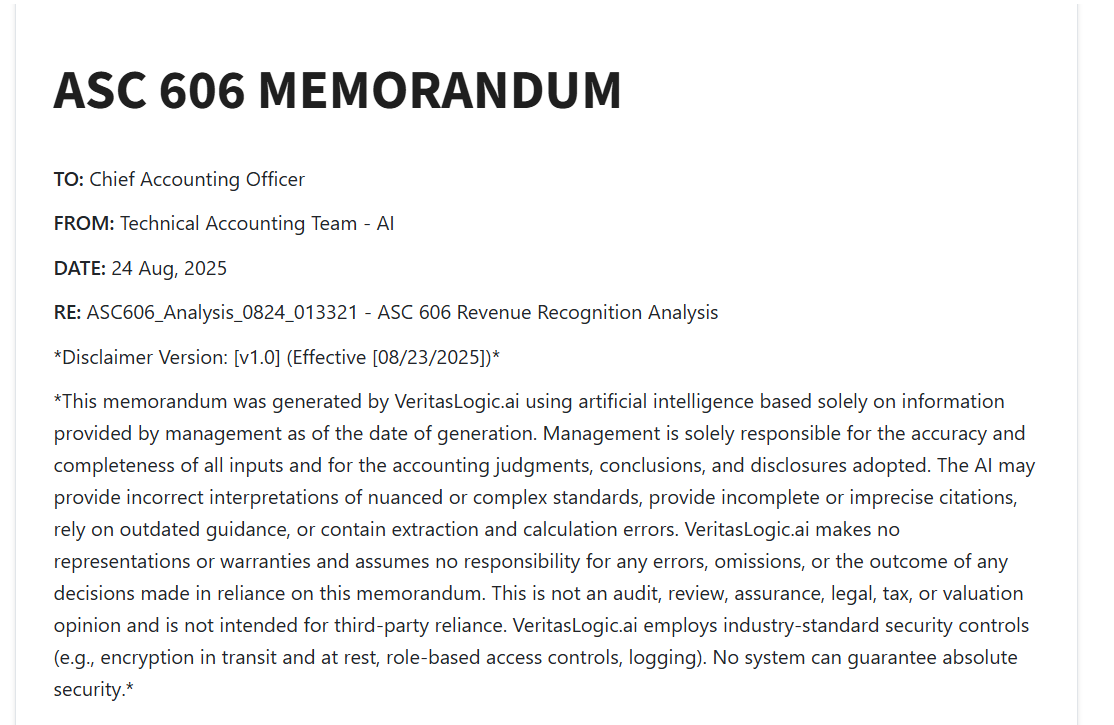 ASC 606 MEMORANDUM
TO: Chief Accounting Officer
FROM: Technical Accounting Team - AI
DATE: 24 Aug, 2025
RE: ASC606_Analysis_0824_013321 - ASC 606 Revenue Recognition Analysis
*Disclaimer Version: [v1.0] (Effective [08/23/2025])*
*This memorandum was generated by VeritasLogic.ai using artificial intelligence based solely on information
provided by management as of the date of generation. Management is solely responsible for the accuracy and
completeness of all inputs and for the accounting judgments, conclusions, and disclosures adopted. The AI may
provide incorrect interpretations of nuanced or complex standards, provide incomplete or imprecise citations,
rely on outdated guidance, or contain extraction and calculation errors. VeritasLogic.ai makes no
representations or warranties and assumes no responsibility for any errors, omissions, or the outcome of any
decisions made in reliance on this memorandum. This is not an audit, review, assurance, legal, tax, or valuation
opinion and is not intended for third-party reliance. VeritasLogic.ai employs industry-standard security controls
(e.g., encryption in transit and at rest, role-based access controls, logging). No system can guarantee absolute
security.*